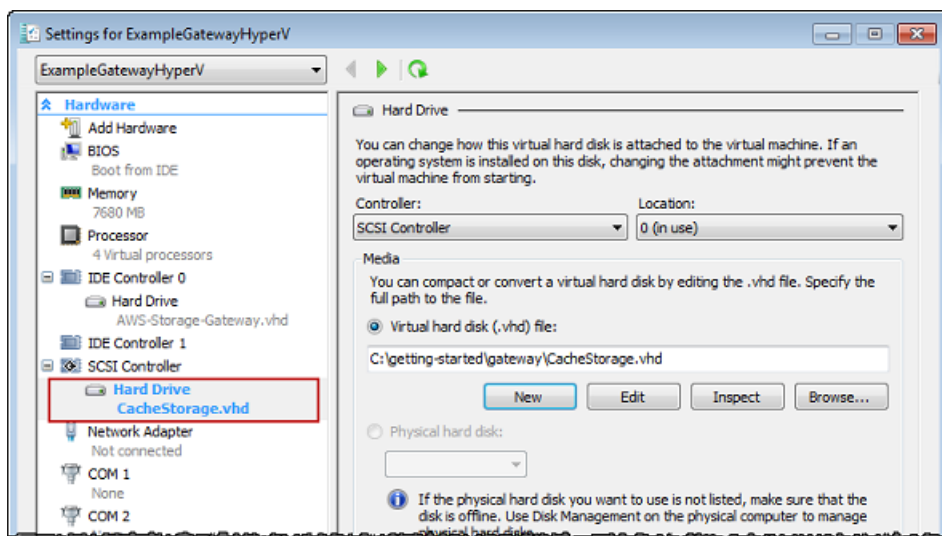 Settings for ExampleGatewayHyperV
ExampleGatewayHyperV
Hardware
Add Hardware
BIOS
Boot from IDE
Memory
7680 MB
Processor
4 Virtual processors
IDE Controller 0
Hard Drive
AWS-Storage-Gateway.vhd
IDE Controller 1
SCSI Controller
Hard Drive
CacheStorage.vhd
Network Adapter
Not connected
COM 1
None
COM 2
Hard Drive
You can change how this virtual hard disk is attached to the virtual machine. If an
operating system is installed on this disk, changing the attachment might prevent the
virtual machine from starting.
Controller: Location:
SCSI Controller 0 (in use)
Media
You can compact or convert a virtual hard disk by editing the .vhd file. Specify the
full path to the file.
Virtual hard disk (.vhd) file:
C:\getting-started\gateway\CacheStorage.vhd
New Edit Inspect Browse...
Physical hard disk:
If the physical hard disk you want to use is not listed, make sure that the
disk is offline. Use Disk Management on the physical computer to manage
physical hard disks.